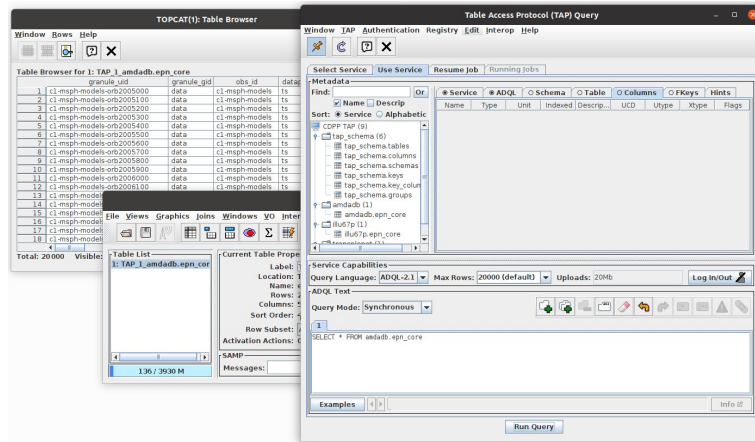 TOPCAT(1): Table Browser
Window Rows Help
Table Browser for 1: TAP_1_amdadb.epn_core
granule_uid granule_gid obs_id datap
1 c1-msph-models-orb2005000 data c1-msph-models ts
2 c1-msph-models-orb2005100 data c1-msph-models ts
3 c1-msph-models-orb2005200 data c1-msph-models ts
4 c1-msph-models-orb2005300 data c1-msph-models ts
5 c1-msph-models-orb2005400 data c1-msph-models ts
6 c1-msph-models-orb2005500 data c1-msph-models ts
7 c1-msph-models-orb2005600 data c1-msph-models ts
8 c1-msph-models-orb2005700 data c1-msph-models ts
9 c1-msph-models-orb2005800 data c1-msph-models ts
10 c1-msph-models-orb2005900 data c1-msph-models ts
11 c1-msph-models-orb2006000 data c1-msph-models ts
12 c1-msph-models-orb2006100 data c1-msph-models ts
13
14
15
16
17
18
Total: 20000 Visible:
File Views Graphics Joins Windows VO Inter
Table List
1: TAP_1_amdadb.epn_cor
136 / 3930 M
Current Table Prope
Label:
Location:
Name:
Rows:
Columns:
Sort Order:
Row Subset:
Activation Actions:
SAMP
Messages:
Table Access Protocol (TAP) Query
Window TAP Authentication Registry Edit Interop Help
Select Service Use Service Resume Job Running Jobs
Metadata
Find: Or
Name Descrip
Sort: Service Alphabetic
CDPP TAP (9)
tap_schema (6)
tap_schema.tables
tap_schema.columns
tap_schema.schemas
tap_schema.keys
tap_schema.key_colun
tap_schema.groups
amdadb (1)
amdadb.epn_core
illu67p (1)
illu67p.epn_core
Service ADQL Schema Table Columns FKeys Hints
Name Type Unit Indexed Descrip... UCD Utype Xtype Flags
Service Capabilities
Query Language: ADQL-2.1 Max Rows: 20000 (default) Uploads: 20Mb Log In/Out
ADQL Text
Query Mode: Synchronous
1
SELECT * FROM amdadb.epn_core
Examples Info
Run Query